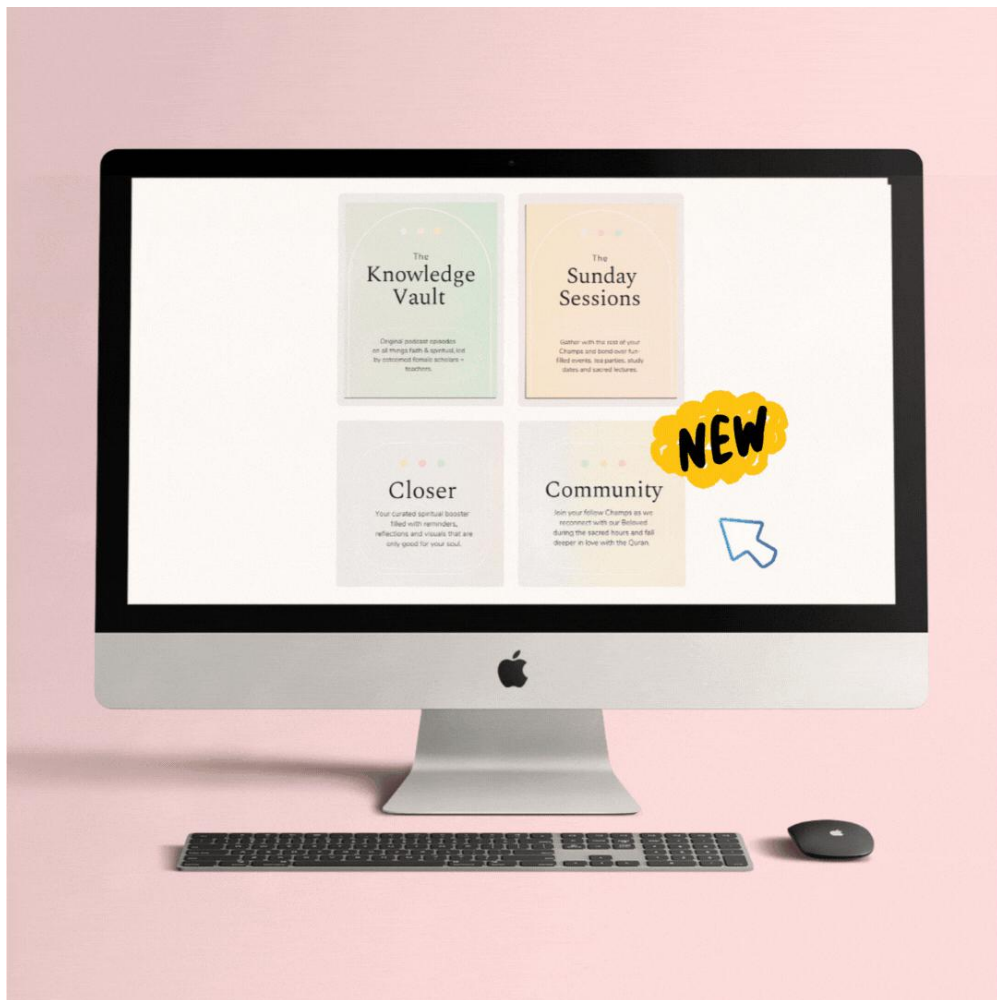 The
Knowledge
Vault
Original podcast episodes
on all things faith & spiritual, led
by esteemed female scholars +
teachers.
The
Sunday
Sessions
Gather with the rest of your
Champs and bond over fun-
filled events, tea parties, study
dates and sacred lectures.
NEW
Closer
Your curated spiritual booster
filled with reminders,
reflections and visuals that are
only good for your soul.
Community
Join your fellow Champs as we
reconnect with our Beloved
during the sacred hours and fall
deeper in love with the Quran.